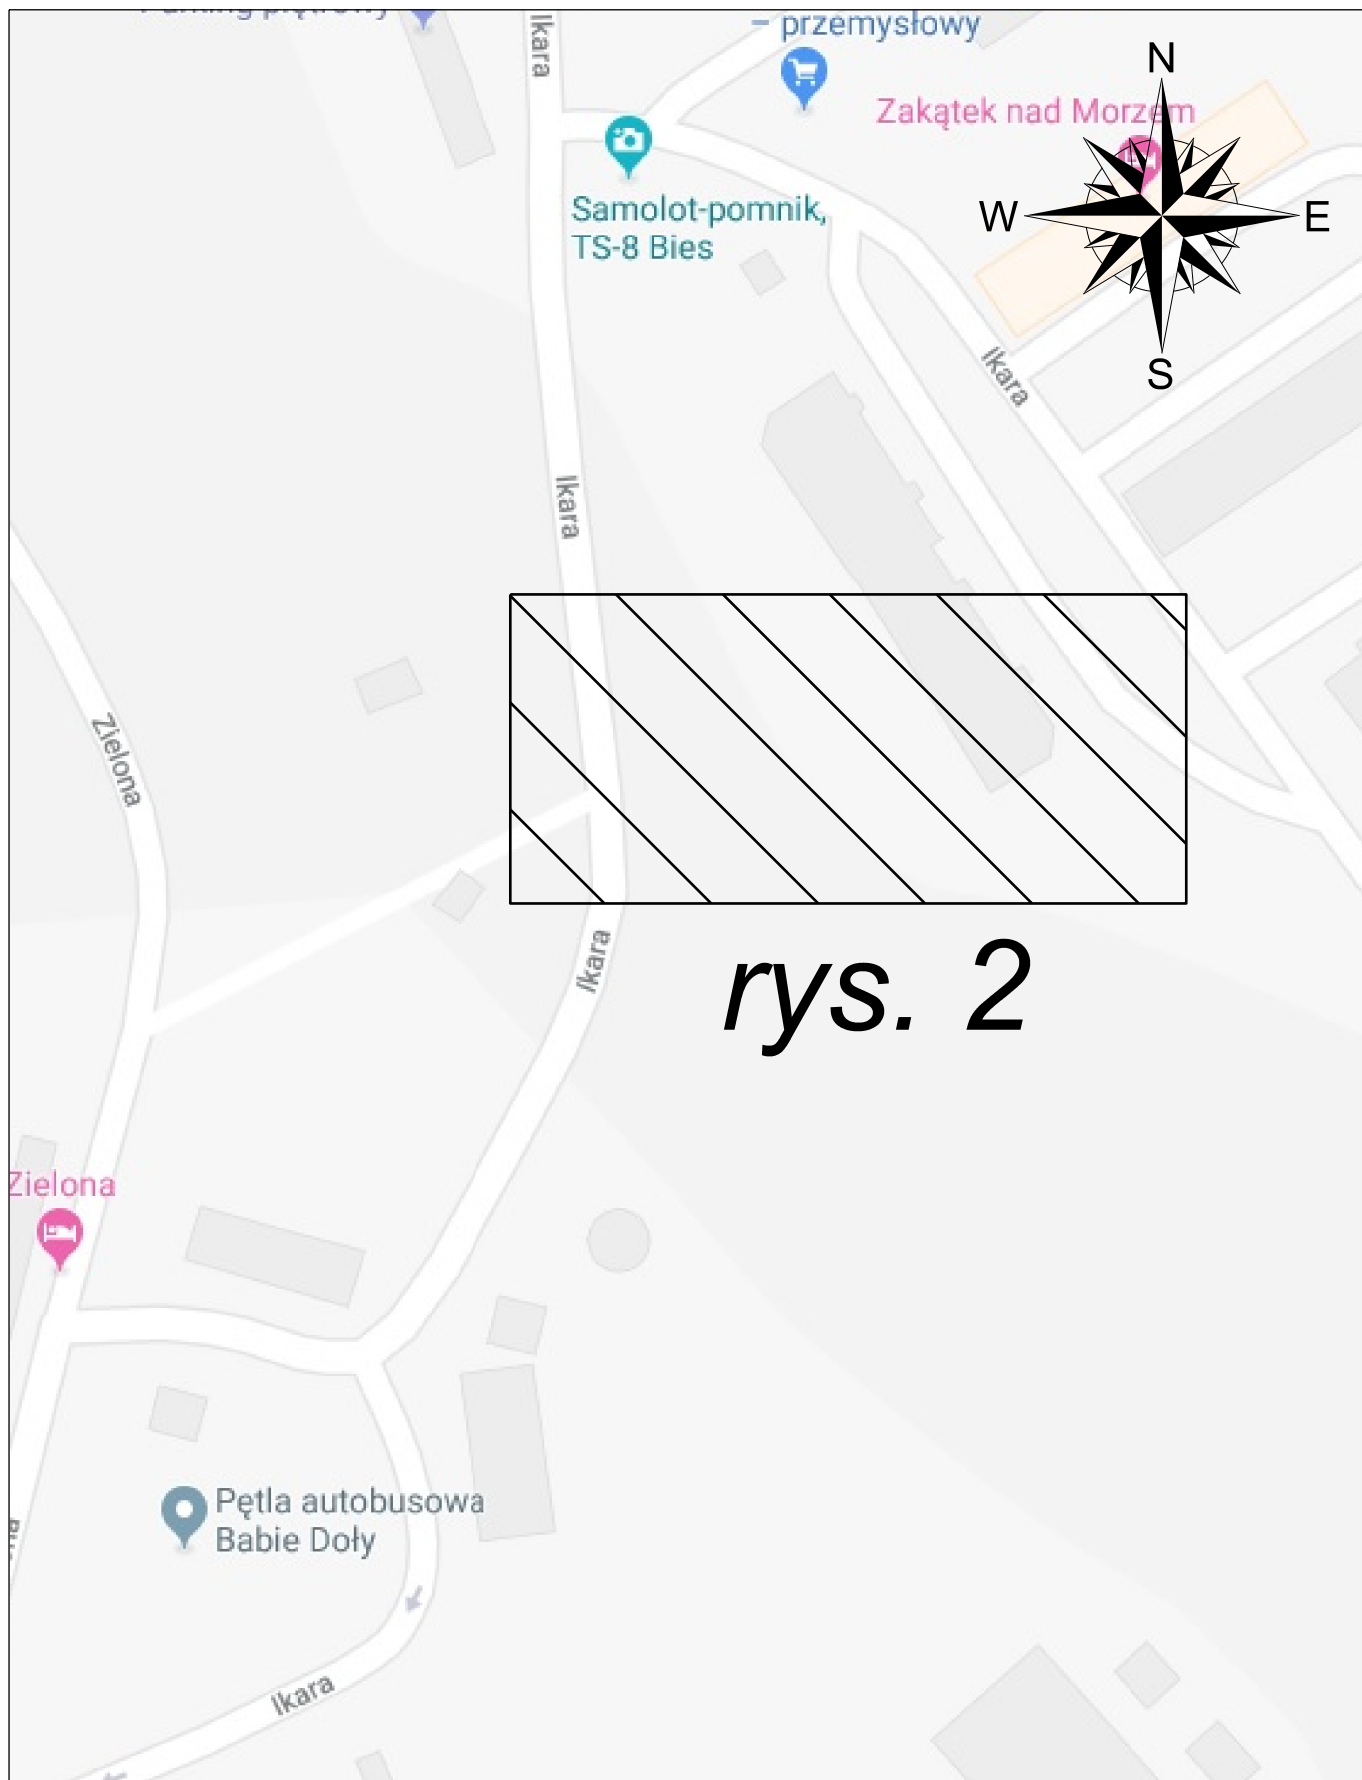 Ikara
– przemysłowy
N
Zakątek nad Morzem
W
E
Samolot-pomnik,
TS-8 Bies
S
Ikara
Ikara
Zielona
Ikara
rys. 2
Zielona
Pętla autobusowa
Babie Doły
Ikara